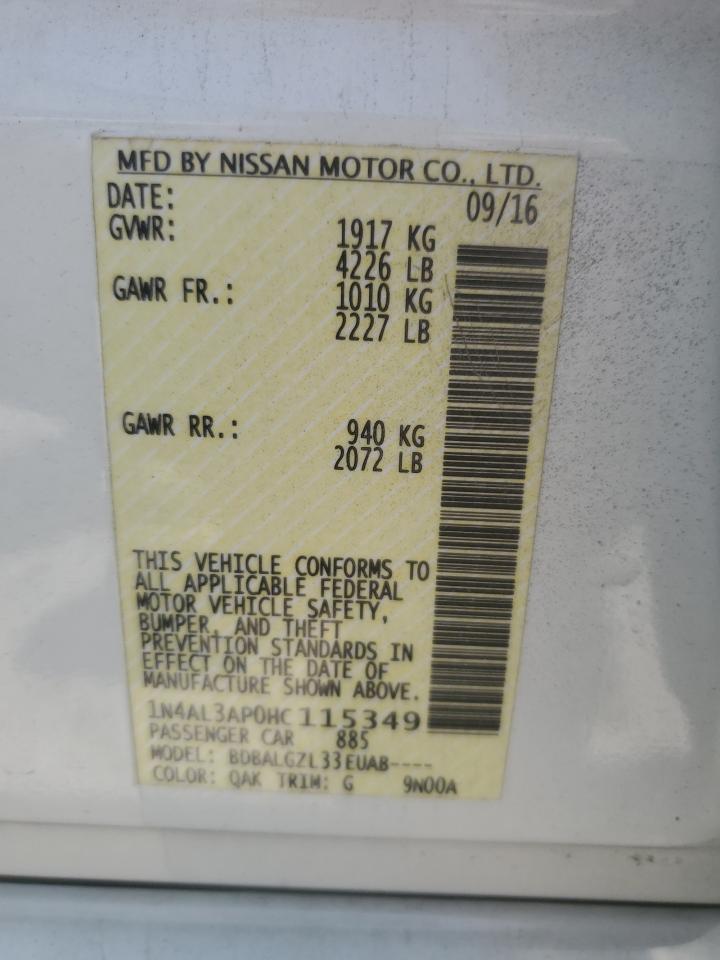 MFD BY NISSAN MOTOR CO., LTD.
DATE: 09/16
GVWR: 1917 KG
4226 LB
GAWR FR.: 1010 KG
2227 LB
GAWR RR.: 940 KG
2072 LB
THIS VEHICLE CONFORMS TO
ALL APPLICABLE FEDERAL
MOTOR VEHICLE SAFETY,
BUMPER, AND THEFT
PREVENTION STANDARDS IN
EFFECT ON THE DATE OF
MANUFACTURE SHOWN ABOVE.
1N4AL3AP0HC115349
PASSENGER CAR 885
MODEL: BDBALGZL33EUAB----
COLOR: QAK TRIM: G 9N00A